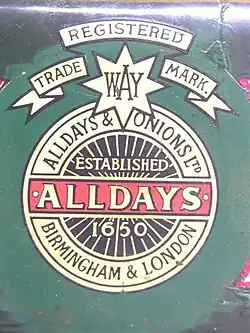 REGISTERED
TRADE MARK.
WAY
ALLDAYS & ONIONS LTD
ESTABLISHED
·ALLDAYS·
1650
BIRMINGHAM & LONDON